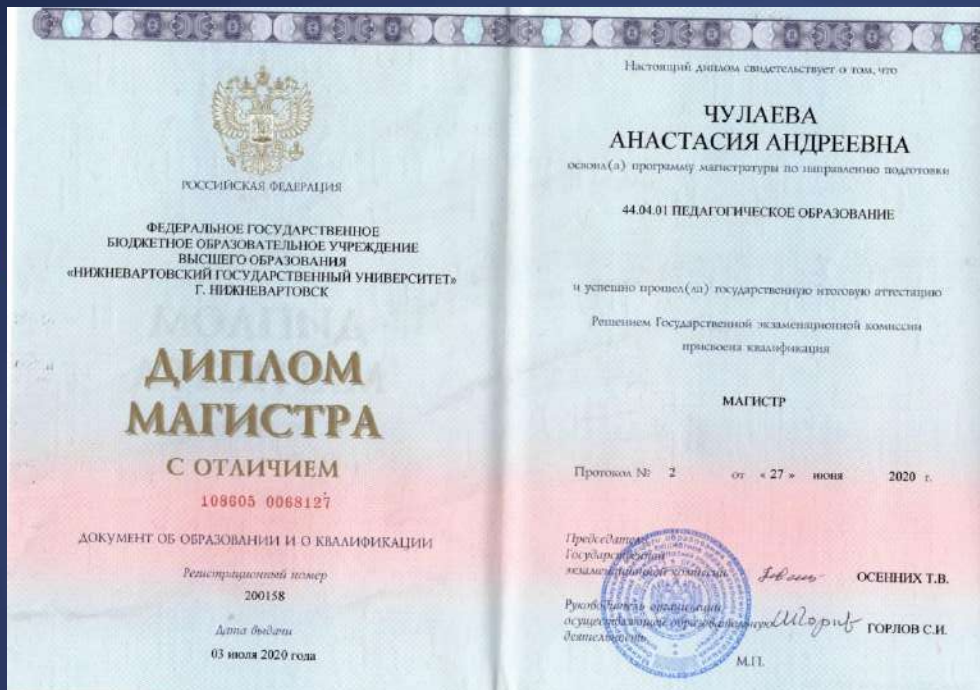 РОССИЙСКАЯ ФЕДЕРАЦИЯ
ФЕДЕРАЛЬНОЕ ГОСУДАРСТВЕННОЕ
БЮДЖЕТНОЕ ОБРАЗОВАТЕЛЬНОЕ УЧРЕЖДЕНИЕ
ВЫСШЕГО ОБРАЗОВАНИЯ
«НИЖНЕВАРТОВСКИЙ ГОСУДАРСТВЕННЫЙ УНИВЕРСИТЕТ»
Г. НИЖНЕВАРТОВСК
ДИПЛОМ
МАГИСТРА
С ОТЛИЧИЕМ
108605 0068127
ДОКУМЕНТ ОБ ОБРАЗОВАНИИ И О КВАЛИФИКАЦИИ
Регистрационный номер
200158
Дата выдачи
03 июля 2020 года
Настоящий диплом свидетельствует о том, что
ЧУЛАЕВА
АНАСТАСИЯ АНДРЕЕВНА
освоил(а) программу магистратуры по направлению подготовки
44.04.01 ПЕДАГОГИЧЕСКОЕ ОБРАЗОВАНИЕ
и успешно прошел(ла) государственную итоговую аттестацию
Решением Государственной экзаменационной комиссии
присвоена квалификация
МАГИСТР
Протокол № 2 от « 27 » июня 2020 г.
Председатель
Государственной
экзаменационной комиссии ОСЕННИХ Т.В.
Руководитель организации,
осуществляющей образовательную
деятельность ГОРЛОВ С.И.
М.П.